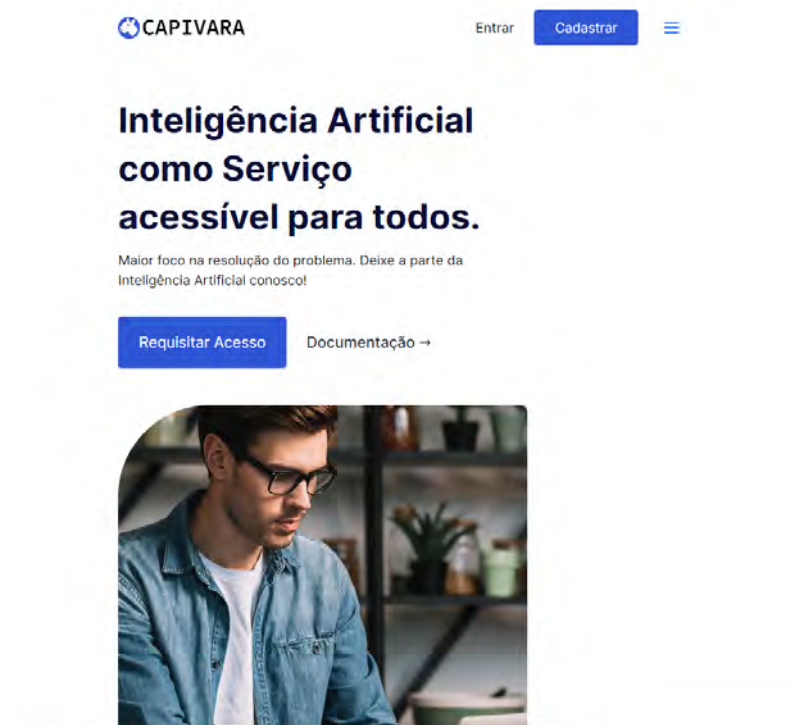 CAPIVARA
Entrar
Cadastrar
Inteligência Artificial
como Serviço
acessível para todos.
Maior foco na resolução do problema. Deixe a parte da
Inteligência Artificial conosco!
Requisitar Acesso
Documentação →